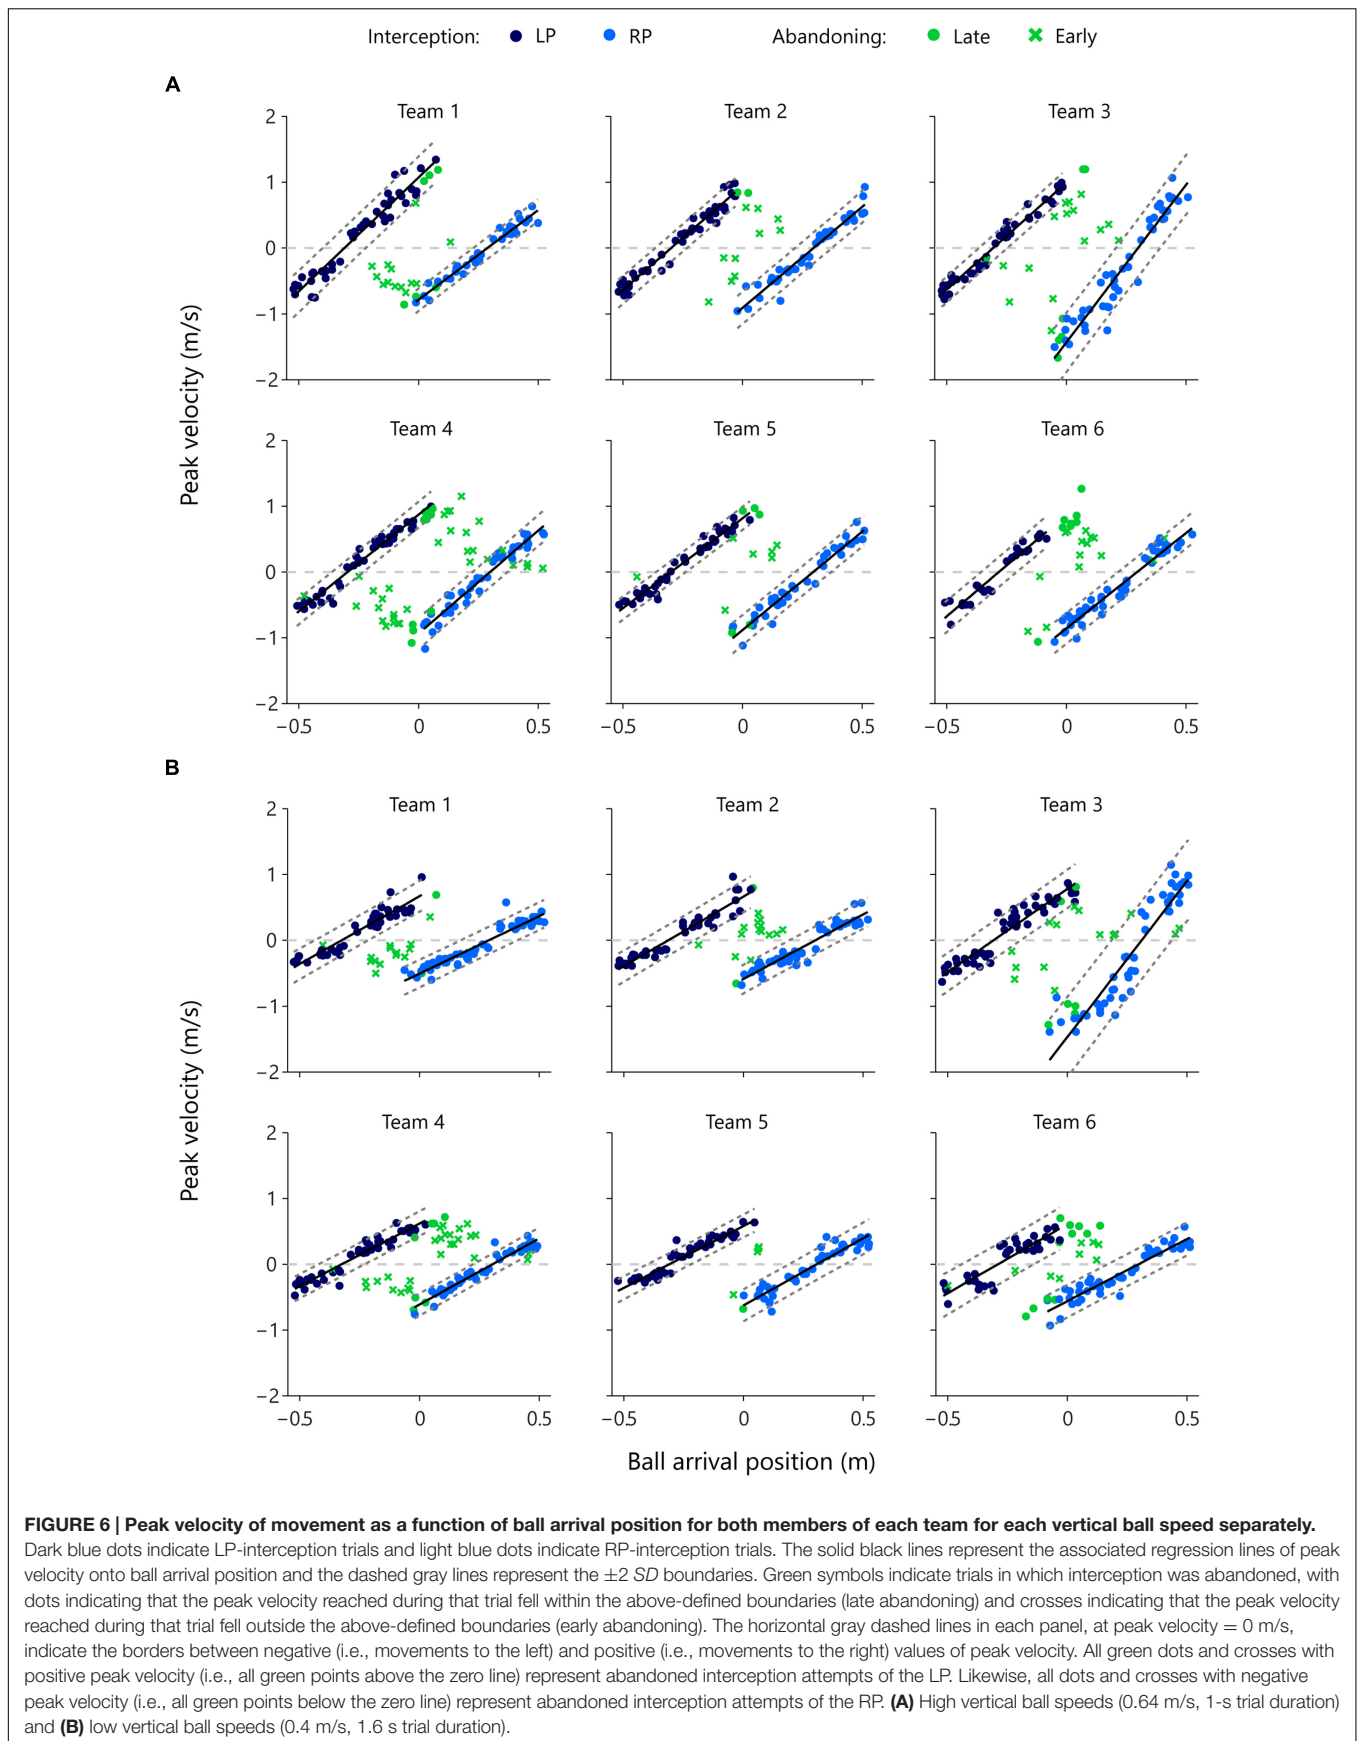 Interception: LP RP Abandoning: Late Early
A
Team 1 Team 2 Team 3
2
1
0
−1
−2
Peak velocity (m/s)
Team 4 Team 5 Team 6
2
1
0
−1
−2
−0.5 0 0.5 −0.5 0 0.5 −0.5 0 0.5
B
Team 1 Team 2 Team 3
2
1
0
−1
−2
Peak velocity (m/s)
Team 4 Team 5 Team 6
2
1
0
−1
−2
−0.5 0 0.5 −0.5 0 0.5 −0.5 0 0.5
Ball arrival position (m)
FIGURE 6 | Peak velocity of movement as a function of ball arrival position for both members of each team for each vertical ball speed separately.
Dark blue dots indicate LP-interception trials and light blue dots indicate RP-interception trials. The solid black lines represent the associated regression lines of peak
velocity onto ball arrival position and the dashed gray lines represent the ±2 SD boundaries. Green symbols indicate trials in which interception was abandoned, with
dots indicating that the peak velocity reached during that trial fell within the above-defined boundaries (late abandoning) and crosses indicating that the peak velocity
reached during that trial fell outside the above-defined boundaries (early abandoning). The horizontal gray dashed lines in each panel, at peak velocity = 0 m/s,
indicate the borders between negative (i.e., movements to the left) and positive (i.e., movements to the right) values of peak velocity. All green dots and crosses with
positive peak velocity (i.e., all green points above the zero line) represent abandoned interception attempts of the LP. Likewise, all dots and crosses with negative
peak velocity (i.e., all green points below the zero line) represent abandoned interception attempts of the RP. (A) High vertical ball speeds (0.64 m/s, 1-s trial duration)
and (B) low vertical ball speeds (0.4 m/s, 1.6 s trial duration).